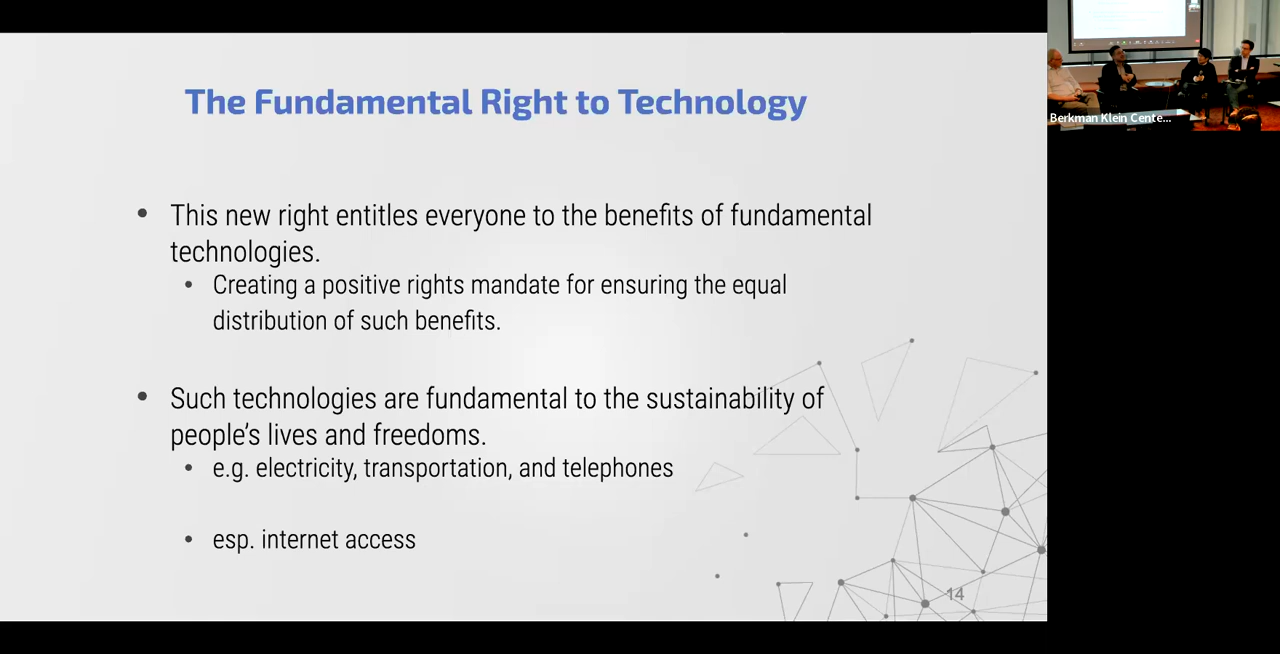 The Fundamental Right to Technology
• This new right entitles everyone to the benefits of fundamental
technologies.
• Creating a positive rights mandate for ensuring the equal
distribution of such benefits.
• Such technologies are fundamental to the sustainability of
people's lives and freedoms.
• e.g. electricity, transportation, and telephones
• esp. internet access
14
Berkman Klein Cente...